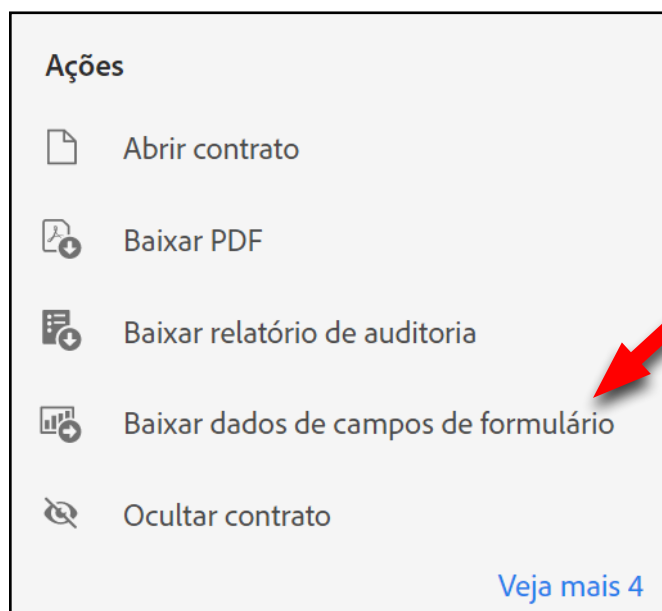 Ações
Abrir contrato
Baixar PDF
Baixar relatório de auditoria
Baixar dados de campos de formulário
Ocultar contrato
Veja mais 4